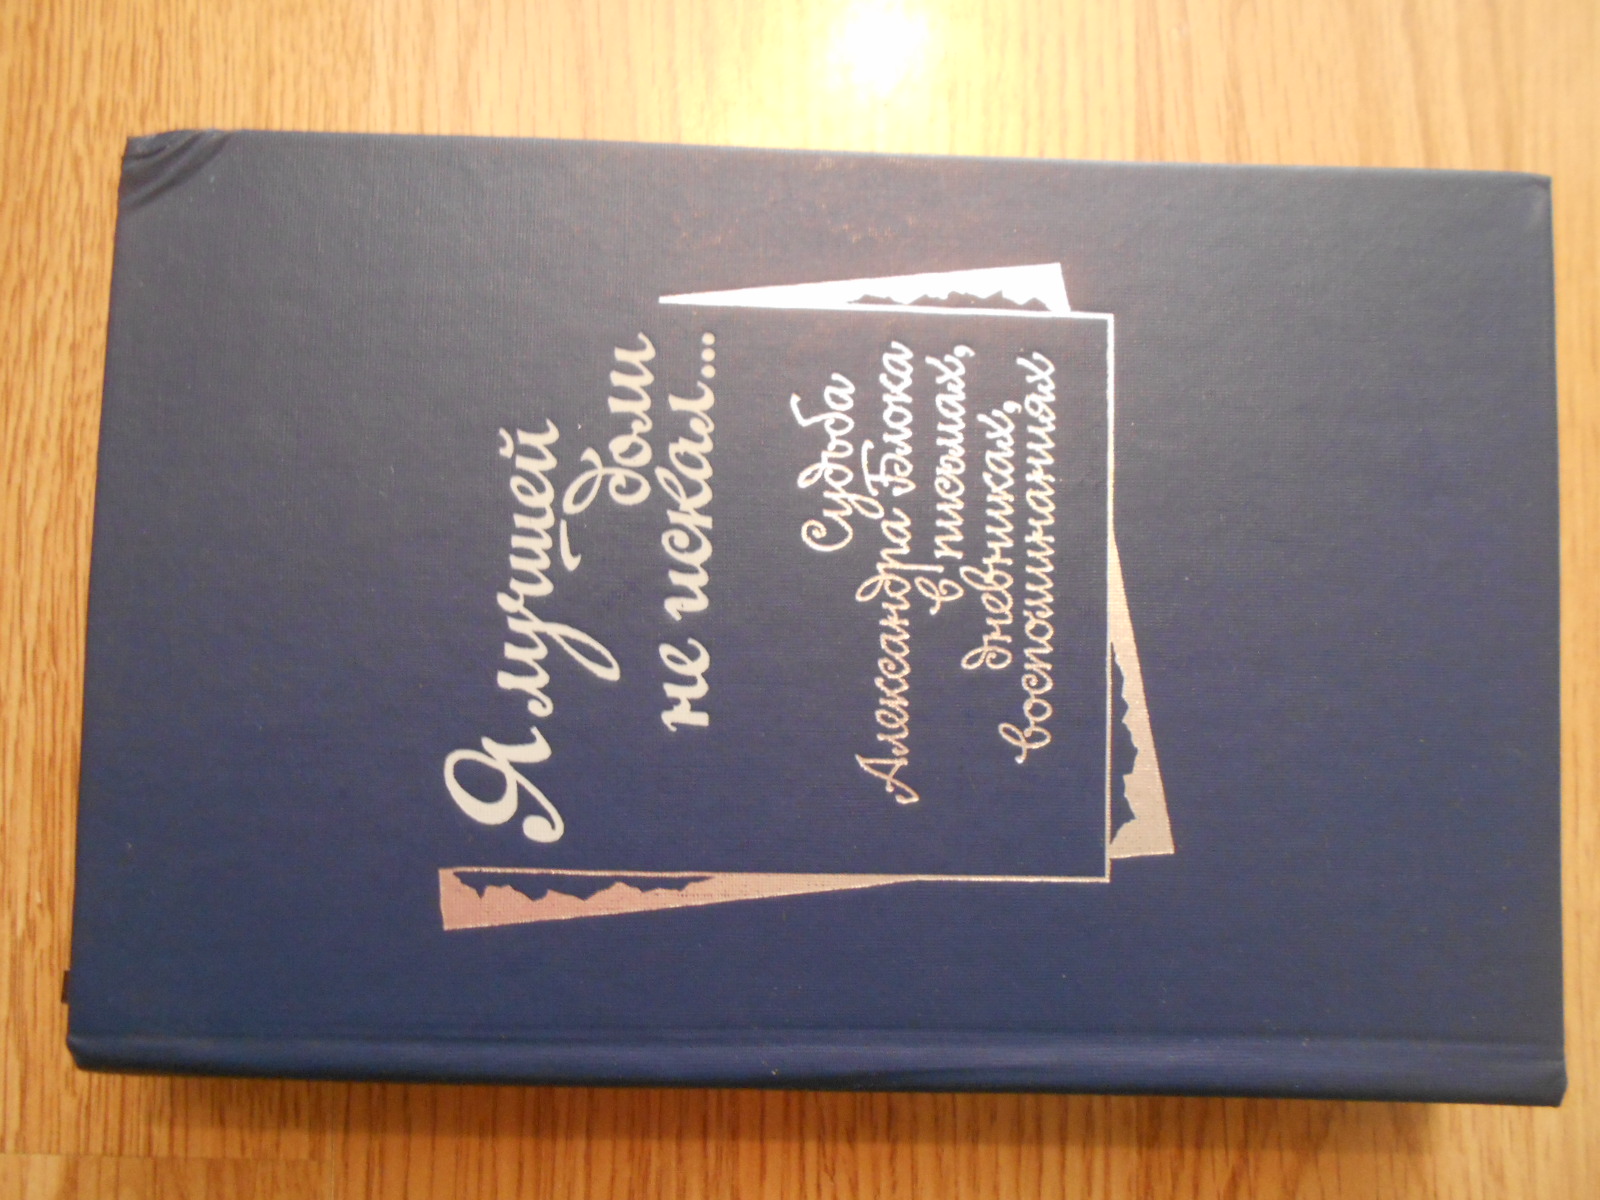 Я лучшей
доли
не искал...
Судьба
Александра Блока
в письмах,
дневниках,
воспоминаниях